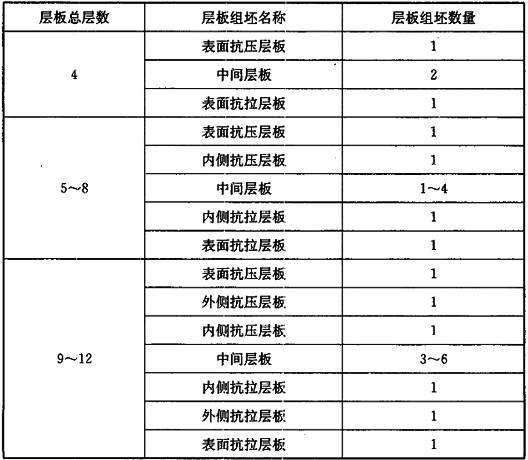 层板总层数 层板组坯名称 层板组坯数量
表面抗压层板 1
4 中间层板 2
表面抗拉层板 1
表面抗压层板 1
内侧抗压层板 1
5～8 中间层板 1～4
内侧抗拉层板 1
表面抗拉层板 1
表面抗压层板 1
外侧抗压层板 1
内侧抗压层板 1
9～12 中间层板 3～6
内侧抗拉层板 1
外侧抗拉层板 1
表面抗拉层板 1